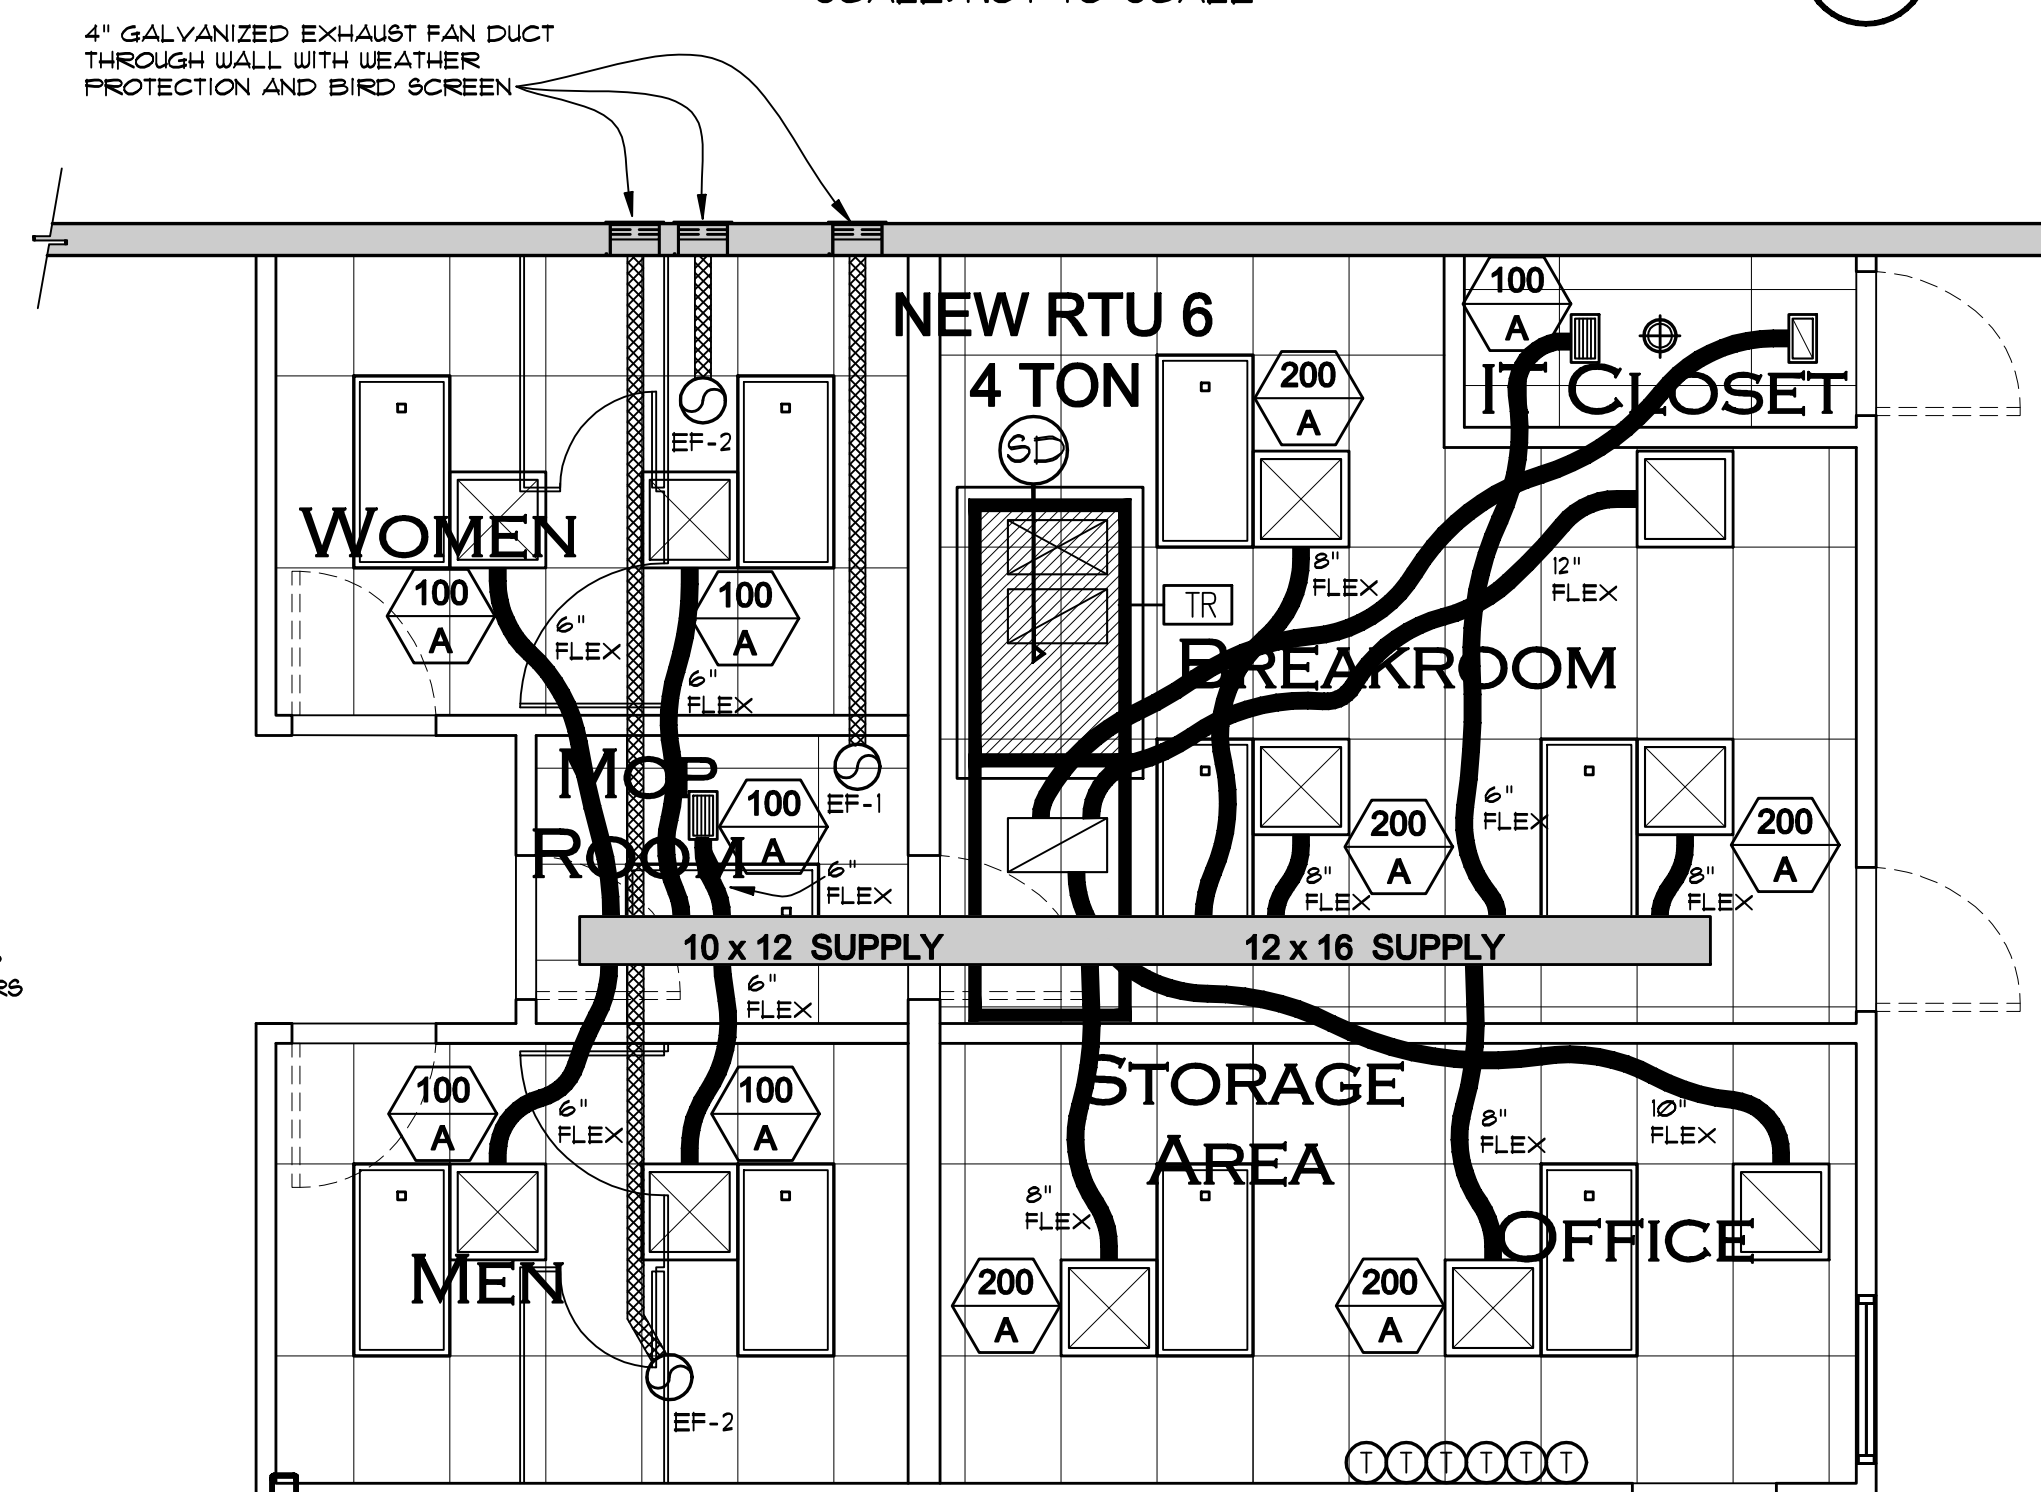 4" GALVANIZED EXHAUST FAN DUCT
THROUGH WALL WITH WEATHER
PROTECTION AND BIRD SCREEN
NEW RTU 6
4 TON
SD
TR
100
A
IT CLOSET
200
A
EF-2
WOMEN
100
A
100
A
6"
FLEX
6"
FLEX
8"
FLEX
12"
FLEX
BREAKROOM
MOP
ROOM
100
A
EF-1
6"
FLEX
6"
FLEX
200
A
200
A
8"
FLEX
8"
FLEX
10 x 12 SUPPLY
12 x 16 SUPPLY
RS
6"
FLEX
100
A
100
A
6"
FLEX
STORAGE
AREA
8"
FLEX
10"
FLEX
8"
FLEX
MEN
OFFICE
200
A
200
A
EF-2
T T T T T T